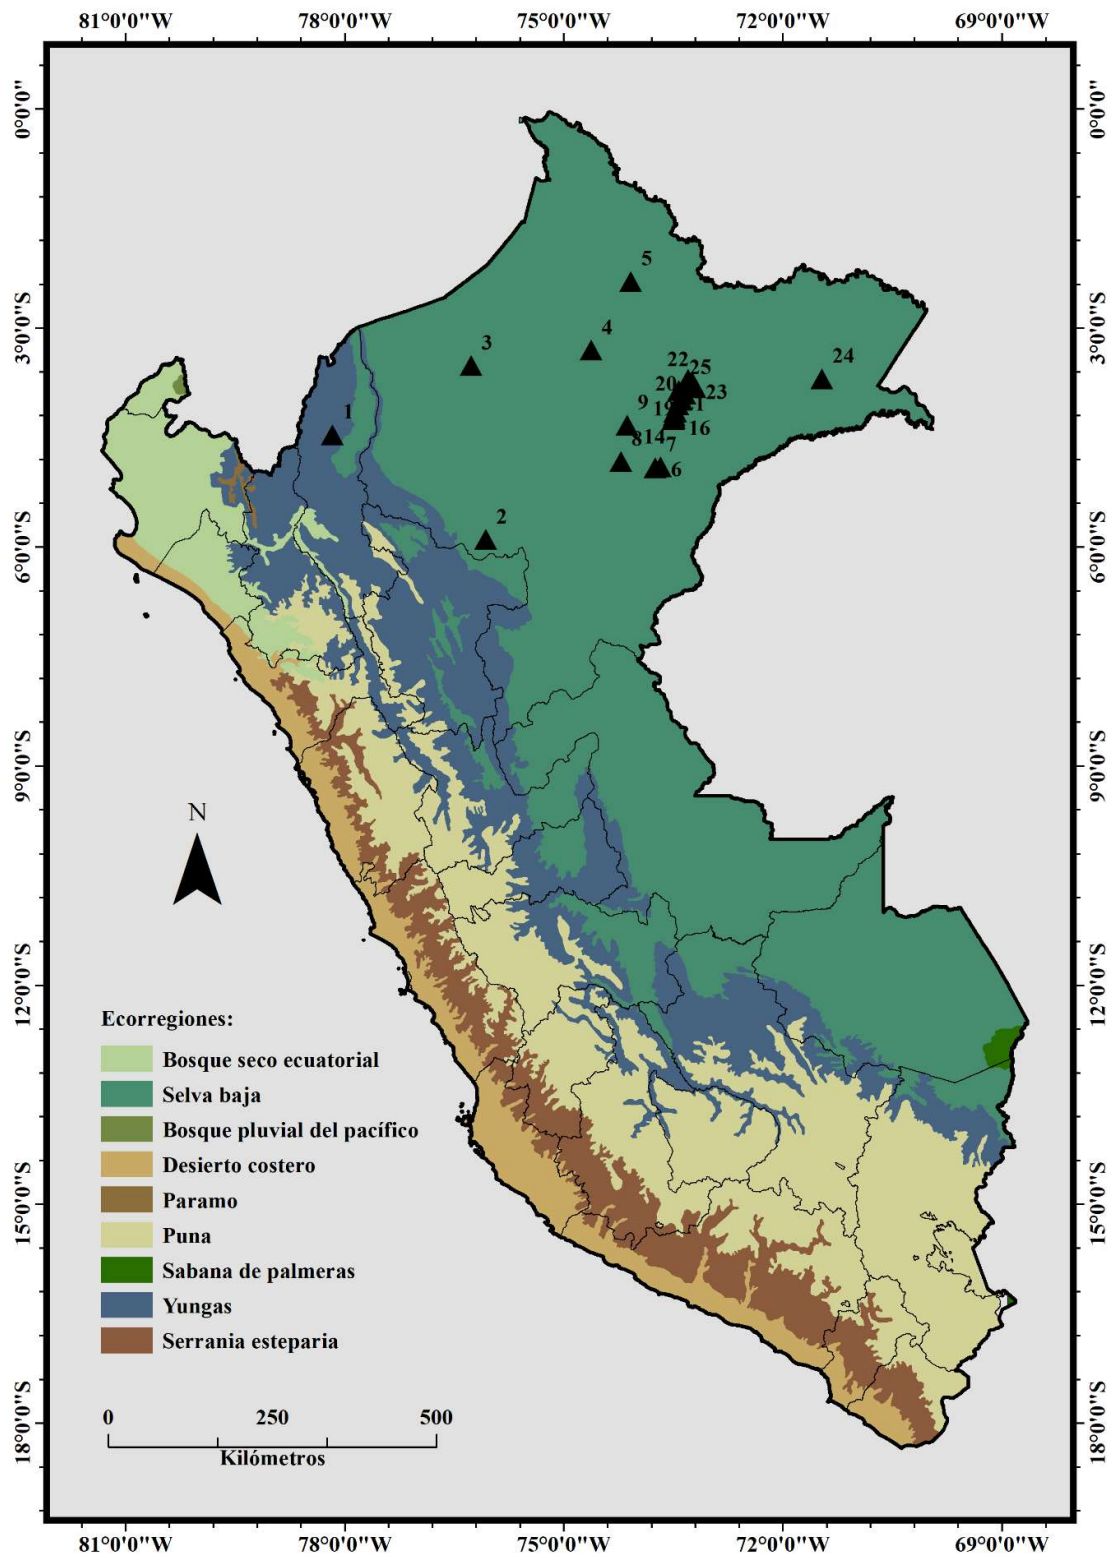 81°0'0"W 78°0'0"W 75°0'0"W 72°0'0"W 69°0'0"W
0°0'0"
3°0'0"S
6°0'0"S
9°0'0"S
12°0'0"S
15°0'0"S
18°0'0"S
0°0'0"
3°0'0"S
6°0'0"S
9°0'0"S
12°0'0"S
15°0'0"S
18°0'0"S
5
4
3
22
25
24
20
23
9
1
16
8
14
7
6
2
N
Ecorregiones:
Bosque seco ecuatorial
Selva baja
Bosque pluvial del pacífico
Desierto costero
Paramo
Puna
Sabana de palmeras
Yungas
Serrania esteparia
0 250 500
Kilómetros
81°0'0"W 78°0'0"W 75°0'0"W 72°0'0"W 69°0'0"W